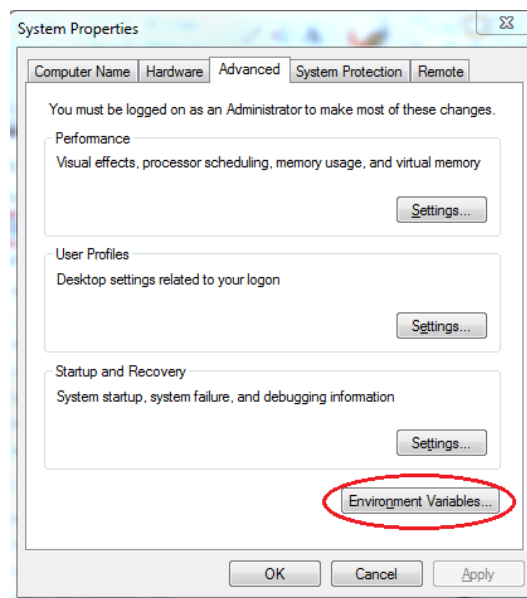 System Properties
Computer Name Hardware Advanced System Protection Remote
You must be logged on as an Administrator to make most of these changes.
Performance
Visual effects, processor scheduling, memory usage, and virtual memory
Settings...
User Profiles
Desktop settings related to your logon
Settings...
Startup and Recovery
System startup, system failure, and debugging information
Settings...
Environment Variables...
OK Cancel Apply